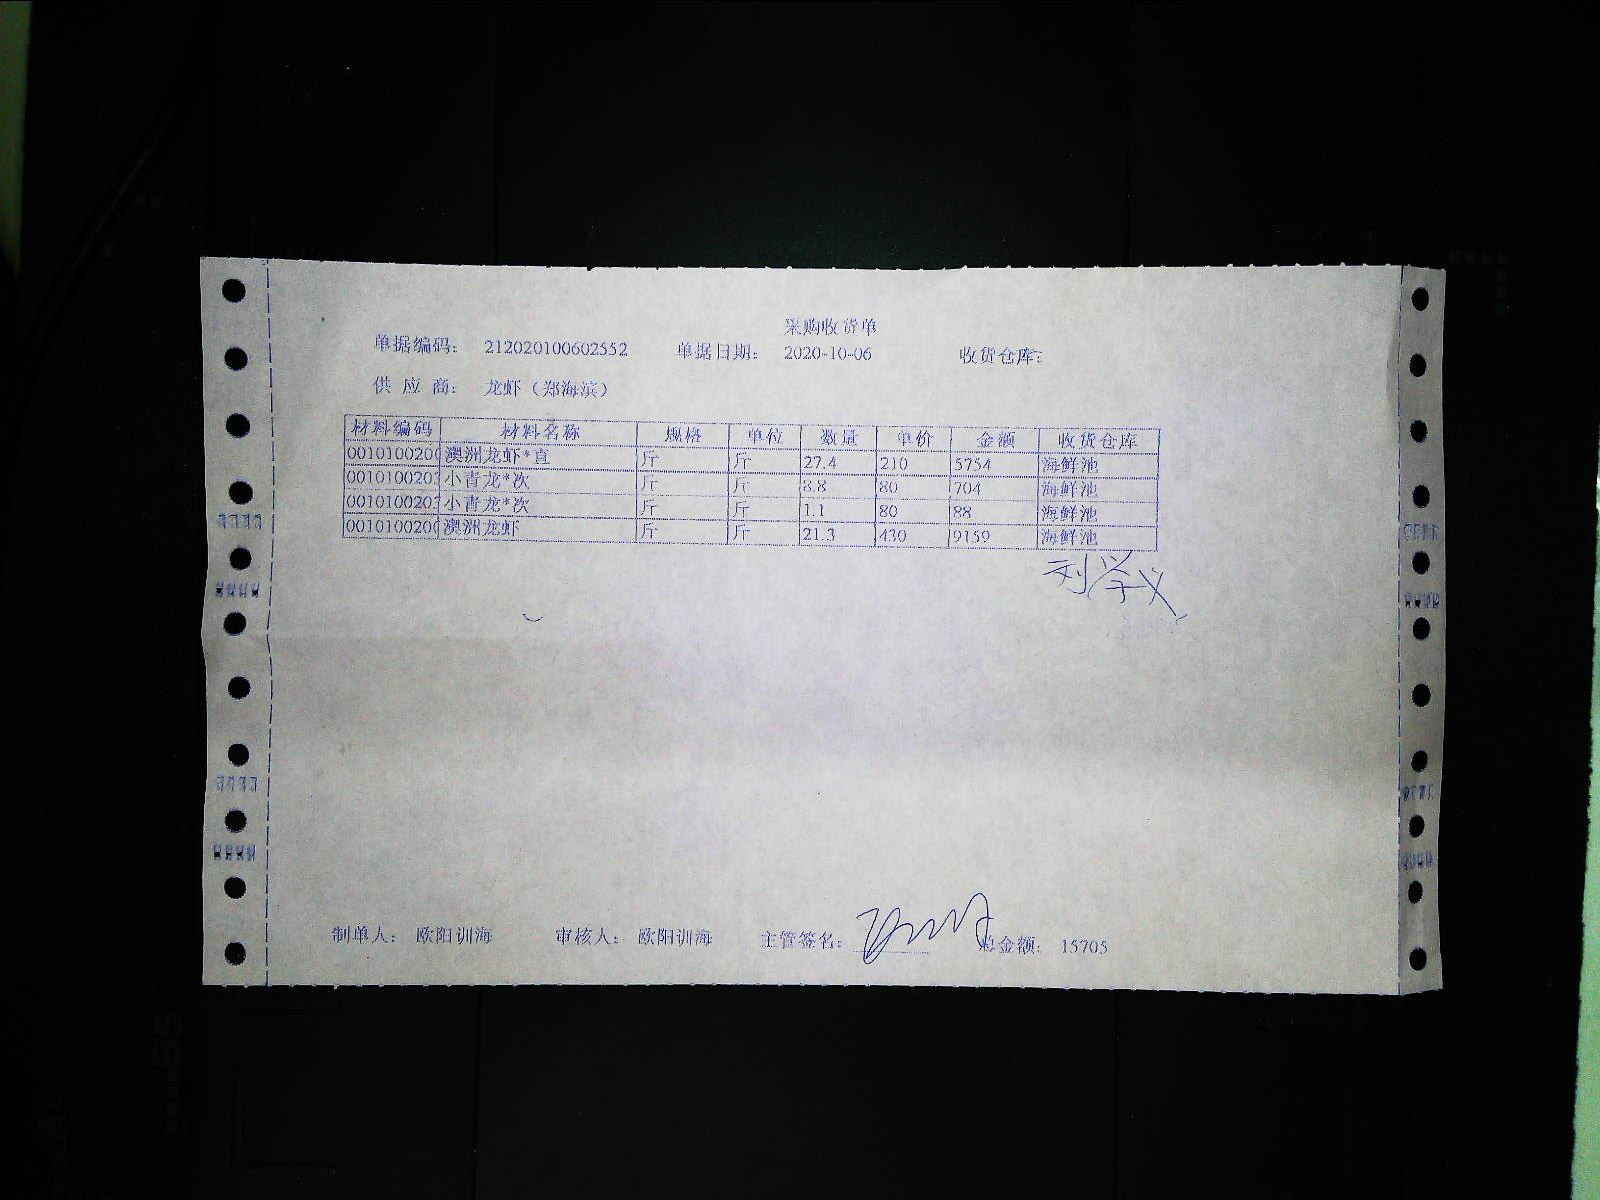 采购收货单
单据编码： 212020100602552 单据日期： 2020-10-06 收货仓库：
供 应 商： 龙虾（郑海滨）
材料编码 材料名称 规格 单位 数量 单价 金额 收货仓库
0010100200 澳洲龙虾*直 斤 斤 27.4 210 5754 海鲜池
001010020 小青龙*次 斤 斤 8.8 80 704 海鲜池
001010020 小青龙*次 斤 斤 1.1 80 88 海鲜池
0010100200 澳洲龙虾 斤 斤 21.3 430 9159 海鲜池
制单人： 欧阳训海 审核人： 欧阳训海 主管签名： 总金额： 15705